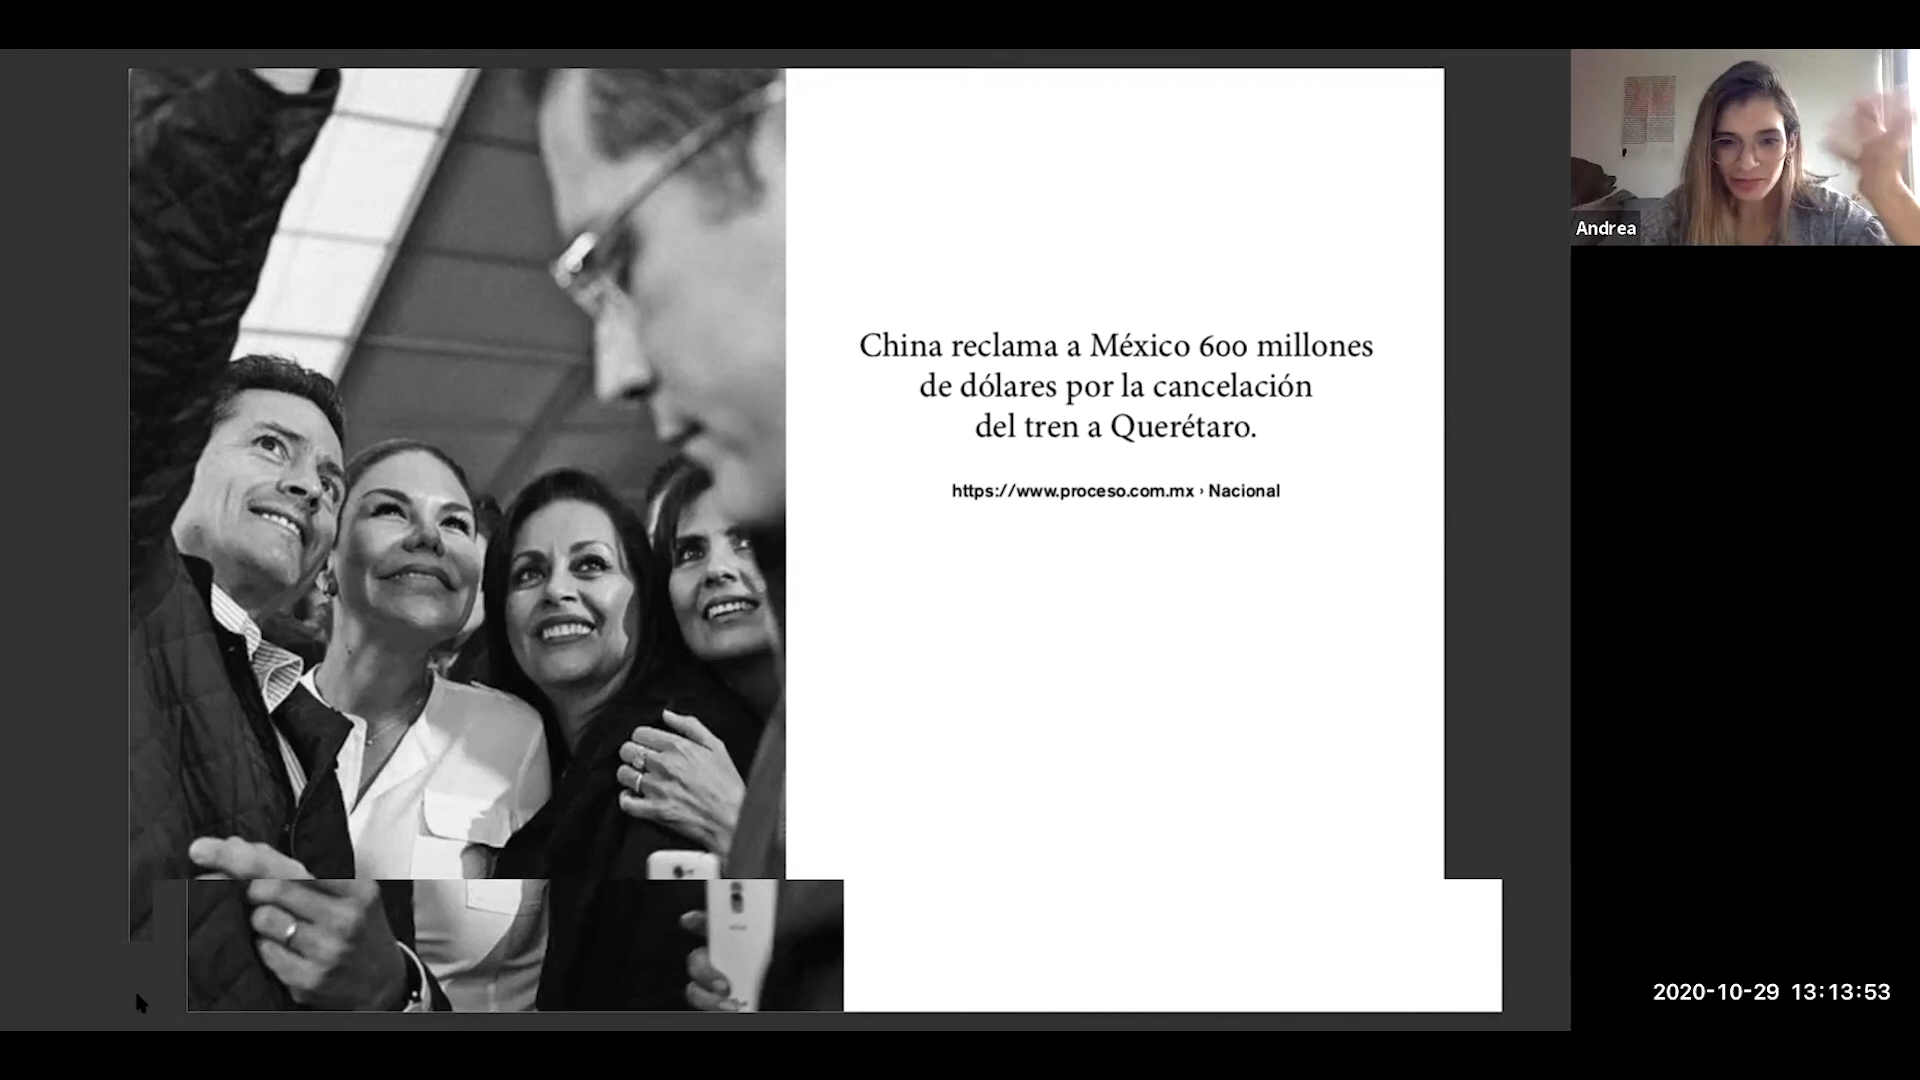 China reclama a México 600 millones
de dólares por la cancelación
del tren a Querétaro.
https://www.proceso.com.mx › Nacional
Andrea
2020-10-29 13:13:53